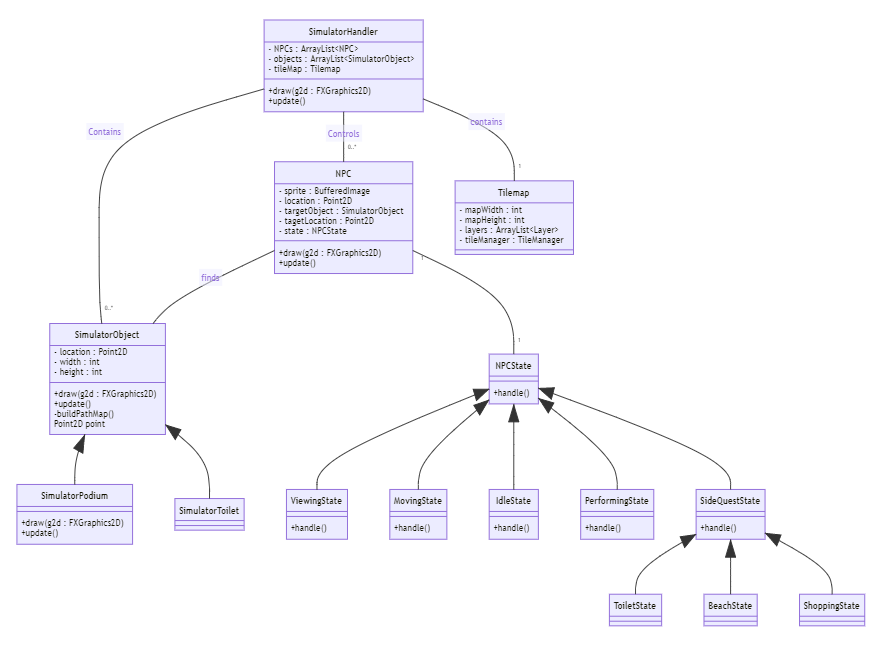 SimulatorHandler
- NPCs : ArrayList<NPC>
- objects : ArrayList<SimulatorObject>
- tileMap : Tilemap
+draw(g2d : FXGraphics2D)
+update()
Contains
Controls
contains
0..*
1
NPC
- sprite : BufferedImage
- location : Point2D
- targetObject : SimulatorObject
- tagetLocation : Point2D
- state : NPCState
+draw(g2d : FXGraphics2D)
+update()
Tilemap
- mapWidth : int
- mapHeight : int
- layers : ArrayList<Layer>
- tileManager : TileManager
1
finds
0..*
1
SimulatorObject
- location : Point2D
- width : int
- height : int
+draw(g2d : FXGraphics2D)
+update()
-buildPathMap()
Point2D point
NPCState
+handle()
SimulatorPodium
+draw(g2d : FXGraphics2D)
+update()
SimulatorToilet
ViewingState
+handle()
MovingState
+handle()
IdleState
+handle()
PerformingState
+handle()
SideQuestState
+handle()
ToiletState
BeachState
ShoppingState